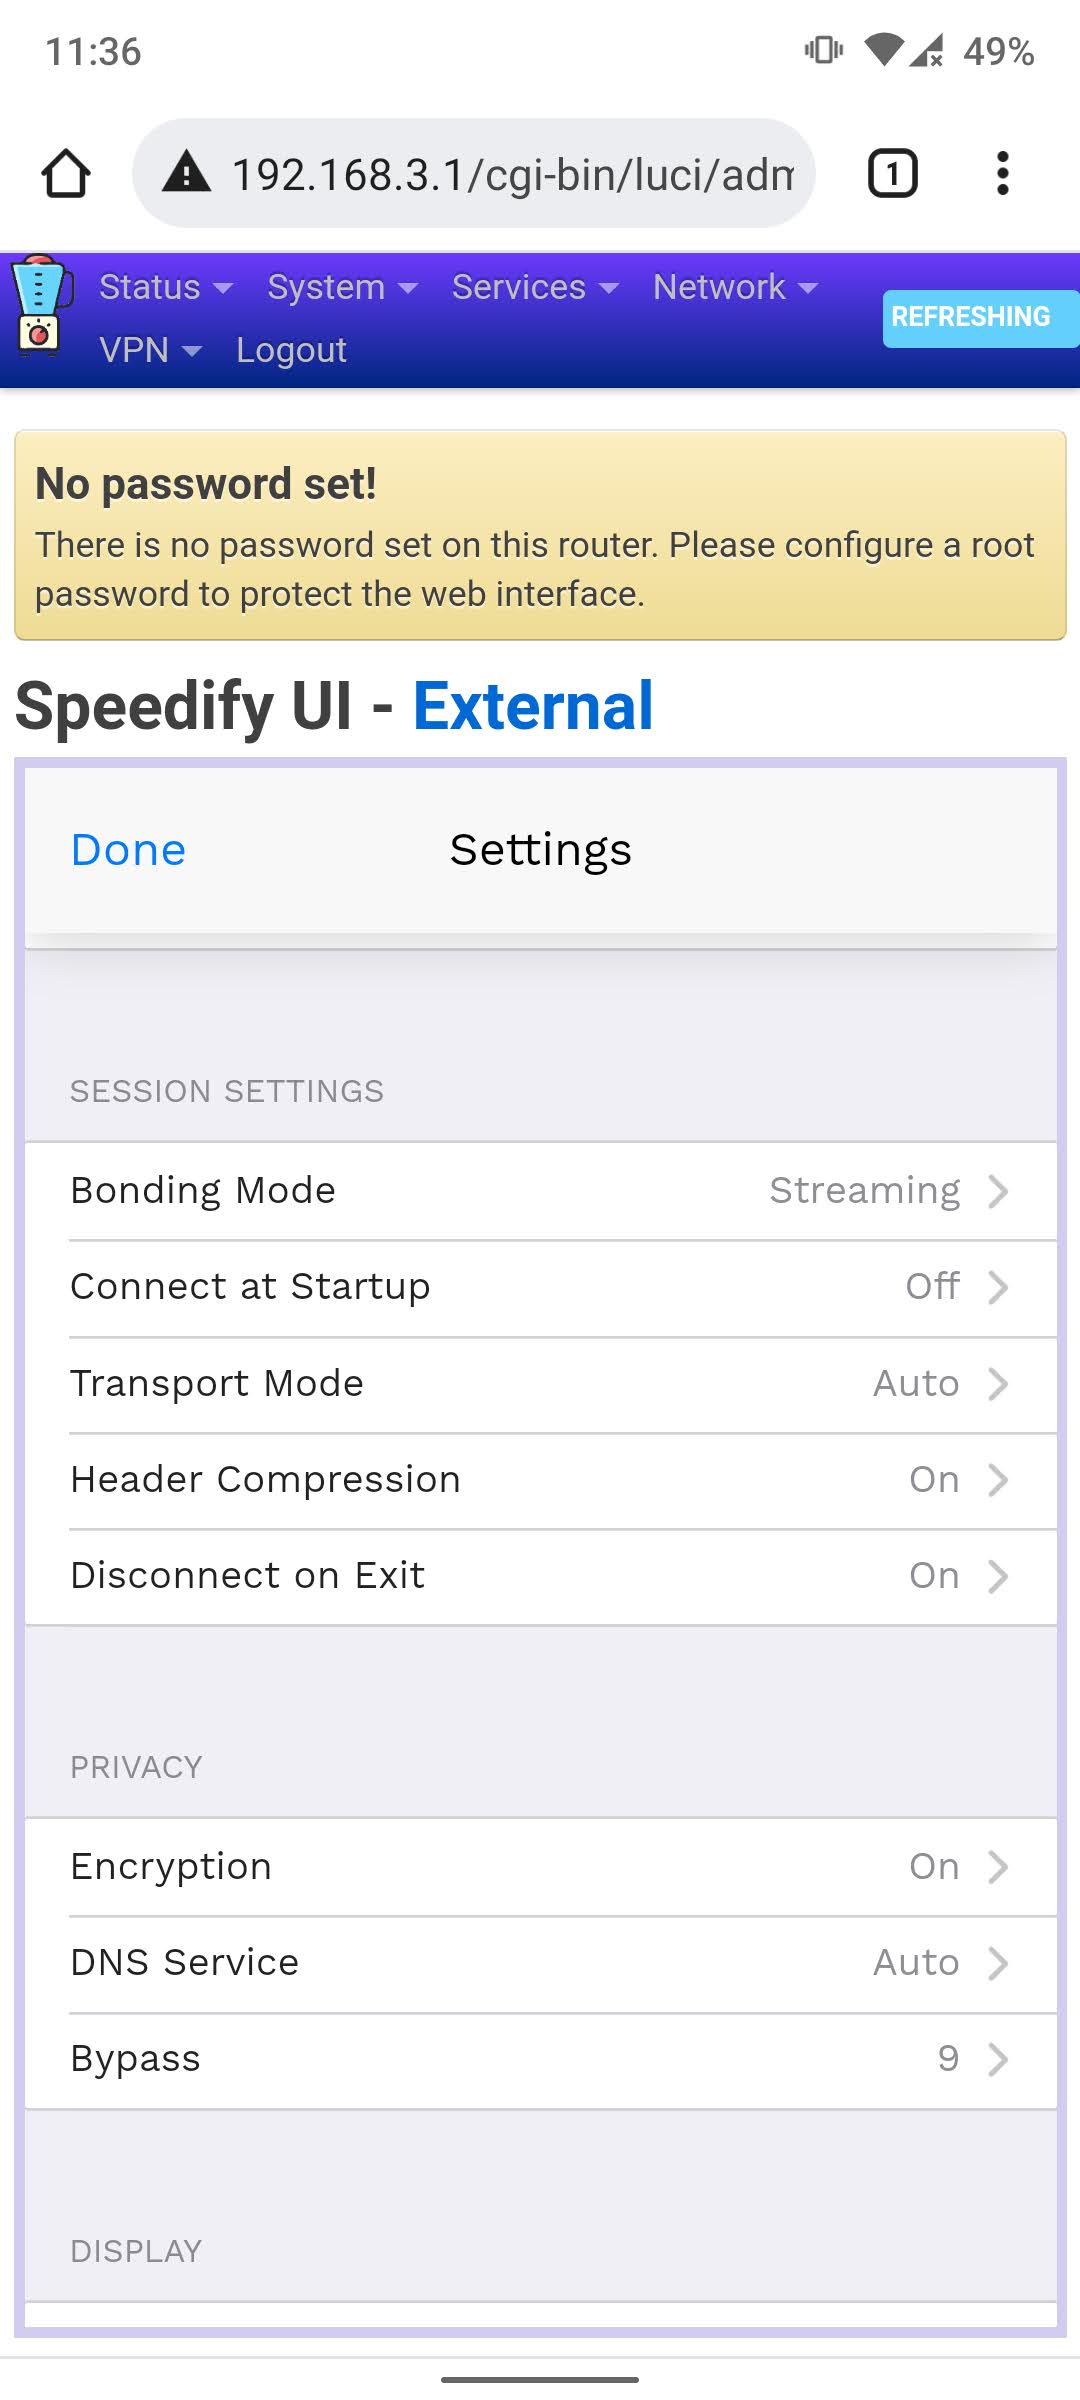 11:36
49%
192.168.3.1/cgi-bin/luci/adm
1
Status System Services Network
REFRESHING
VPN Logout
No password set!
There is no password set on this router. Please configure a root
password to protect the web interface.
Speedify UI - External
Done Settings
SESSION SETTINGS
Bonding Mode Streaming
Connect at Startup Off
Transport Mode Auto
Header Compression On
Disconnect on Exit On
PRIVACY
Encryption On
DNS Service Auto
Bypass 9
DISPLAY